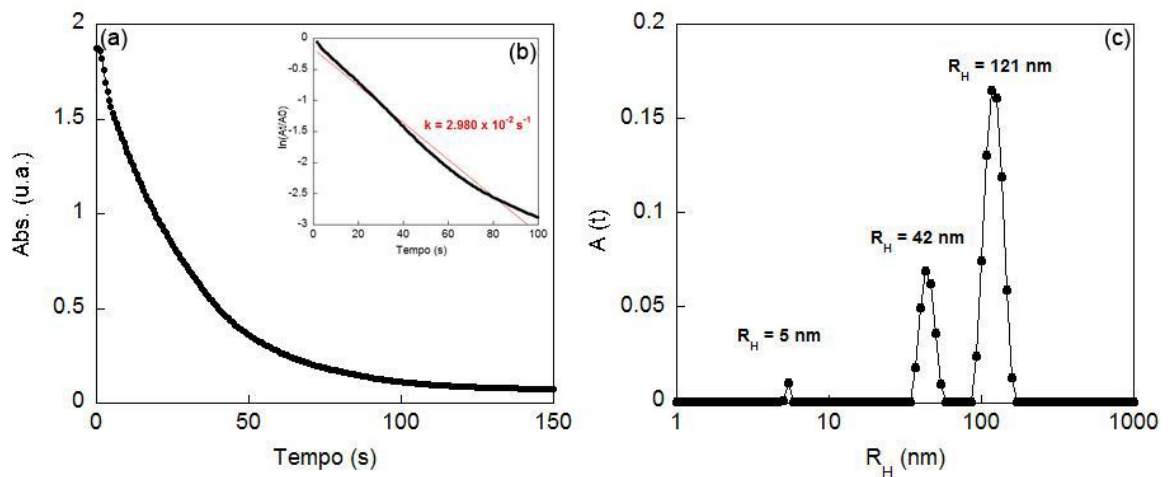 (a)
2
1.5
1
0.5
0
Abs. (u.a.)
0 50 100 150
Tempo (s)
(b)
0
-0.5
-1
-1.5
-2
-2.5
-3
ln(At/A0)
k = 2.980 x 10⁻² s⁻¹
0 20 40 60 80 100
Tempo (s)
(c)
0.2
0.15
0.1
0.05
0
A (t)
R_H = 121 nm
R_H = 42 nm
R_H = 5 nm
1 10 100 1000
R_H (nm)